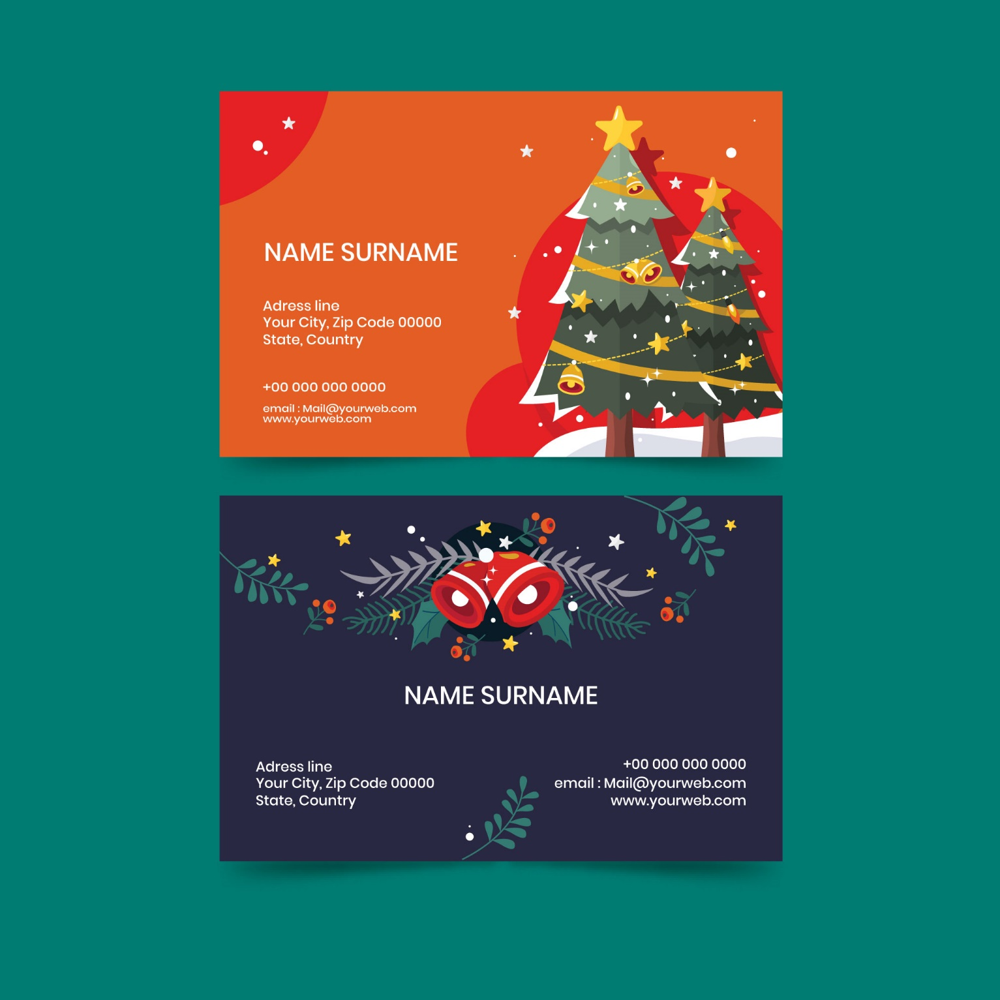 NAME SURNAME
Adress line
Your City, Zip Code 00000
State, Country
+00 000 000 0000
email : Mail@yourweb.com
www.yourweb.com
NAME SURNAME
Adress line
Your City, Zip Code 00000
State, Country
+00 000 000 0000
email : Mail@yourweb.com
www.yourweb.com